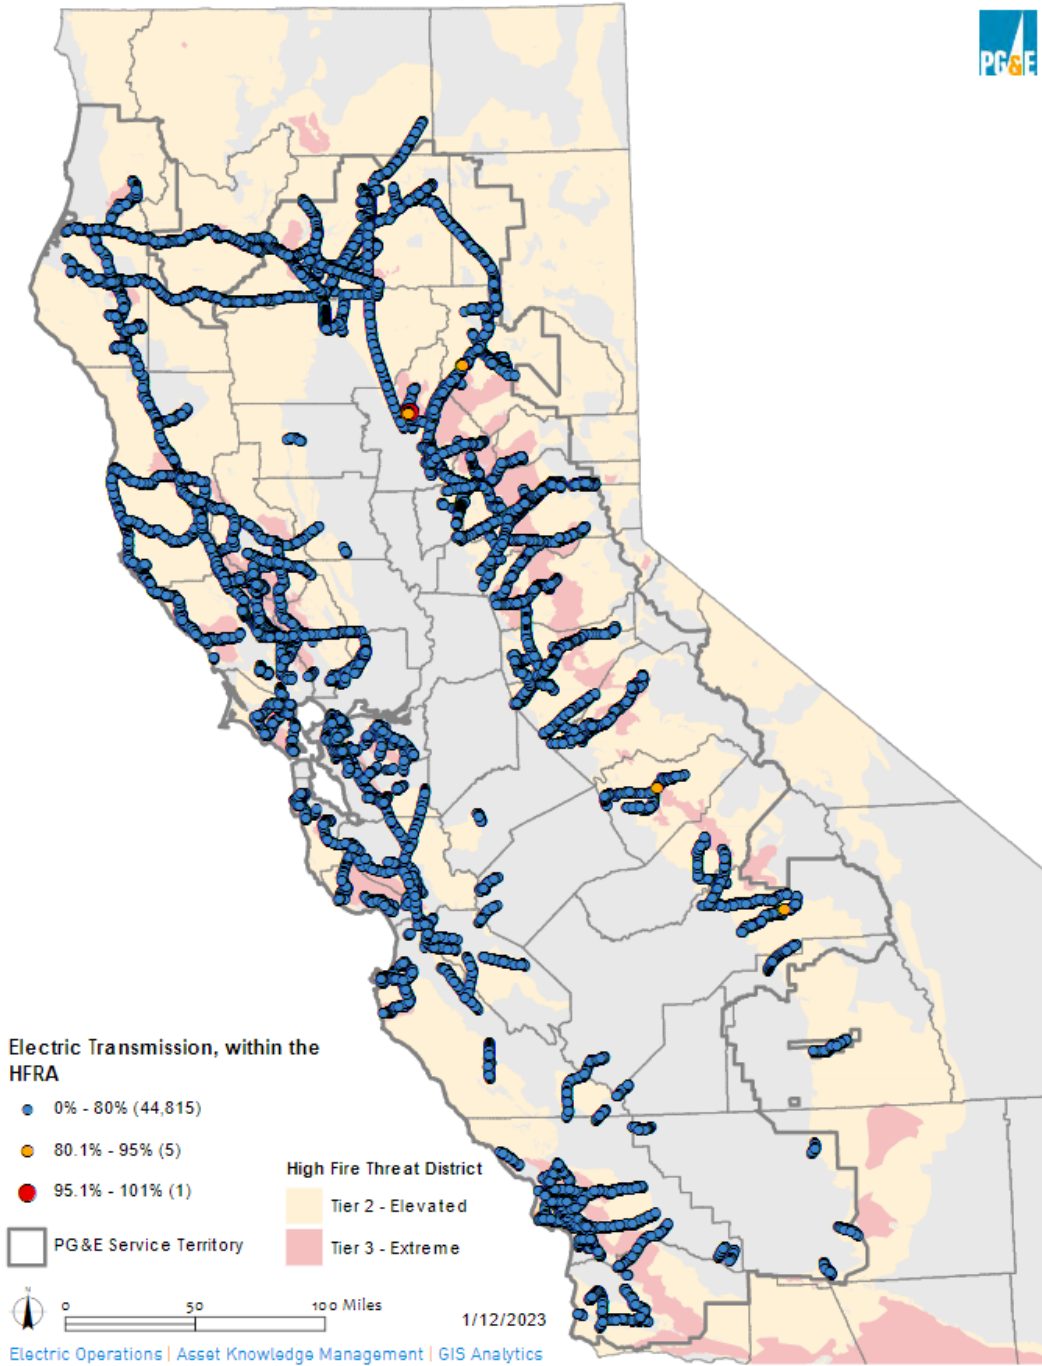 PG&E
Electric Transmission, within the
HFRA
0% - 80% (44,815)
80.1% - 95% (5)
95.1% - 101% (1)
PG&E Service Territory
High Fire Threat District
Tier 2 - Elevated
Tier 3 - Extreme
N
0 50 100 Miles
1/12/2023
Electric Operations | Asset Knowledge Management | GIS Analytics